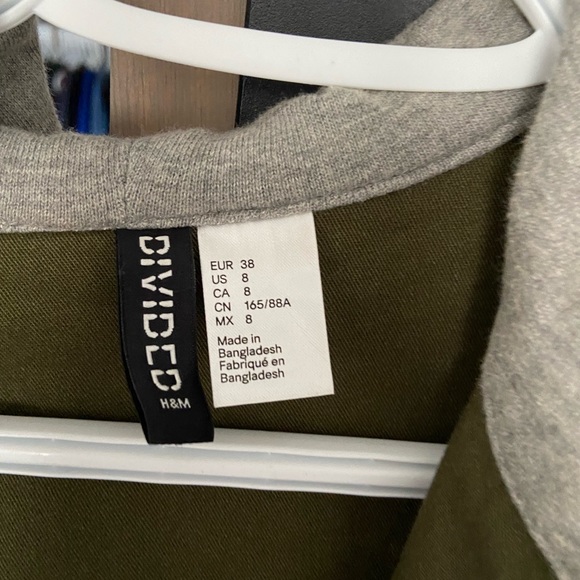 DIVIDED
H&M
EUR 38
US 8
CA 8
CN 165/88A
MX 8
Made in
Bangladesh
Fabriqué en
Bangladesh